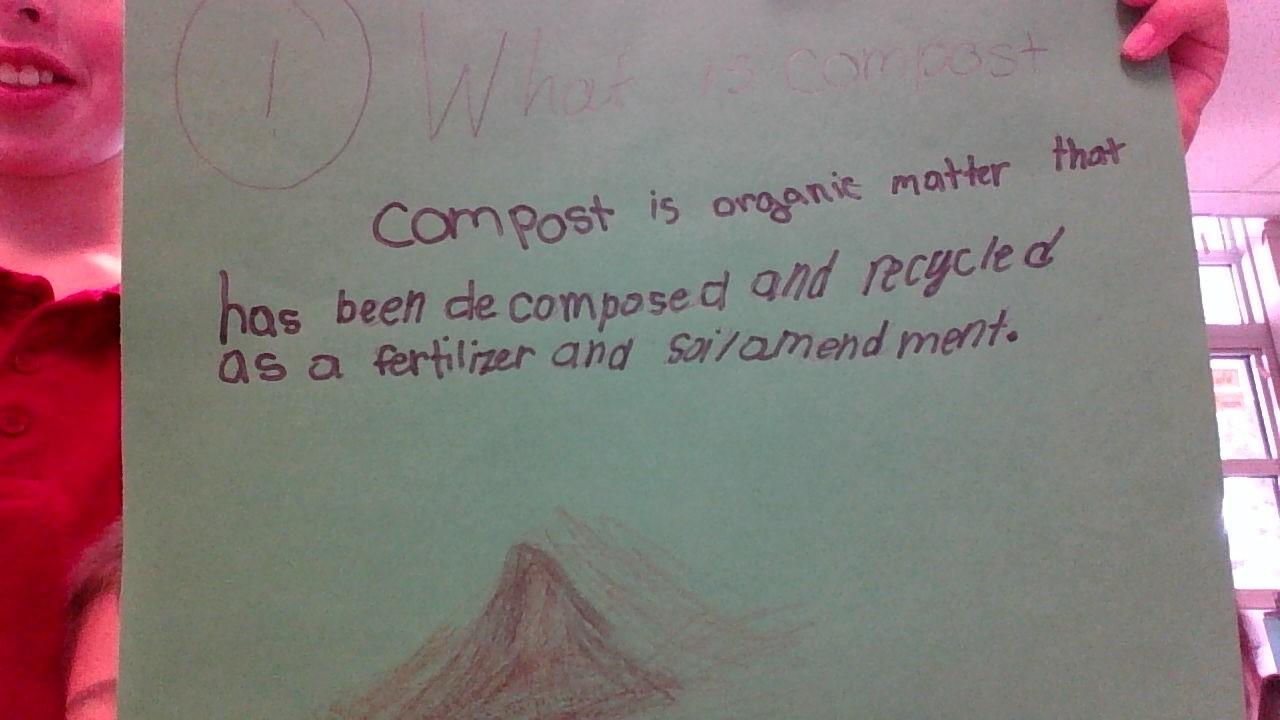 1 What is compost
Compost is organic matter that
has been decomposed and recycled
as a fertilizer and soil amendment.